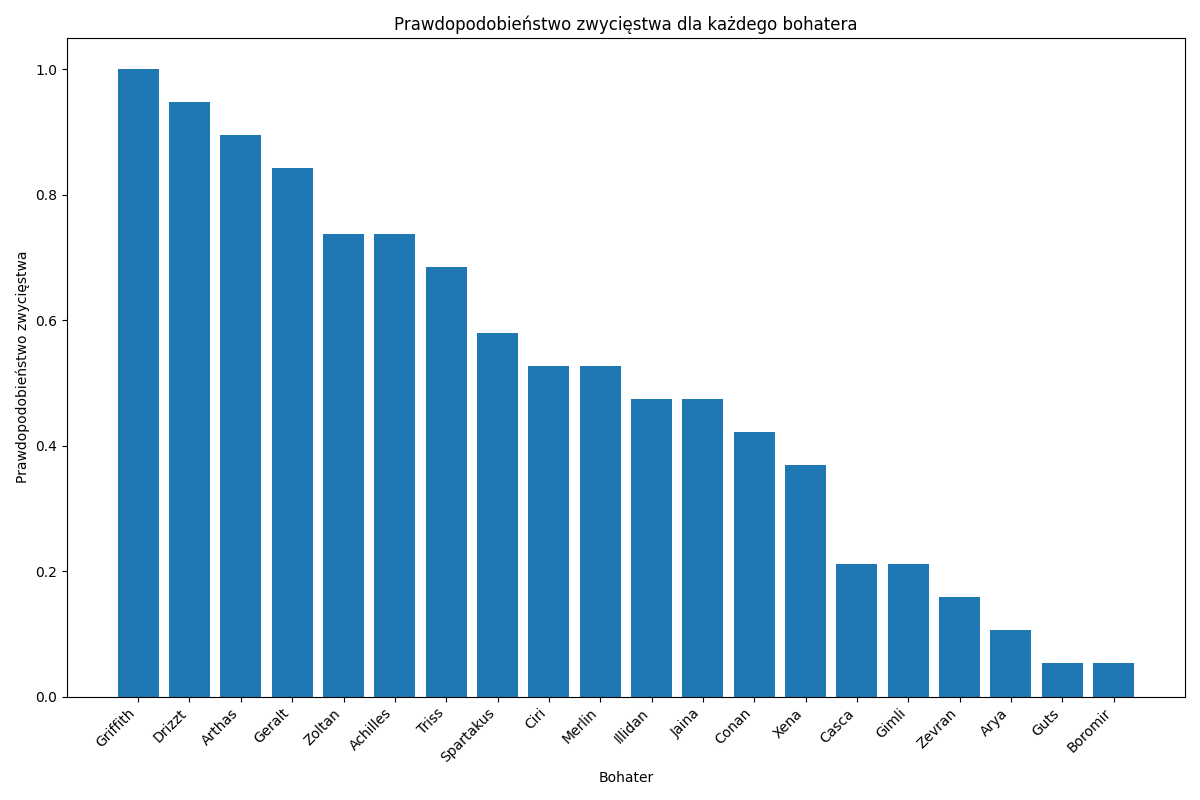 Prawdopodobieństwo zwycięstwa dla każdego bohatera
Prawdopodobieństwo zwycięstwa
1.0
0.8
0.6
0.4
0.2
0.0
Griffith
Drizzt
Arthas
Geralt
Zoltan
Achilles
Triss
Spartakus
Ciri
Merlin
Illidan
Jaina
Conan
Xena
Casca
Gimli
Zevran
Arya
Guts
Boromir
Bohater